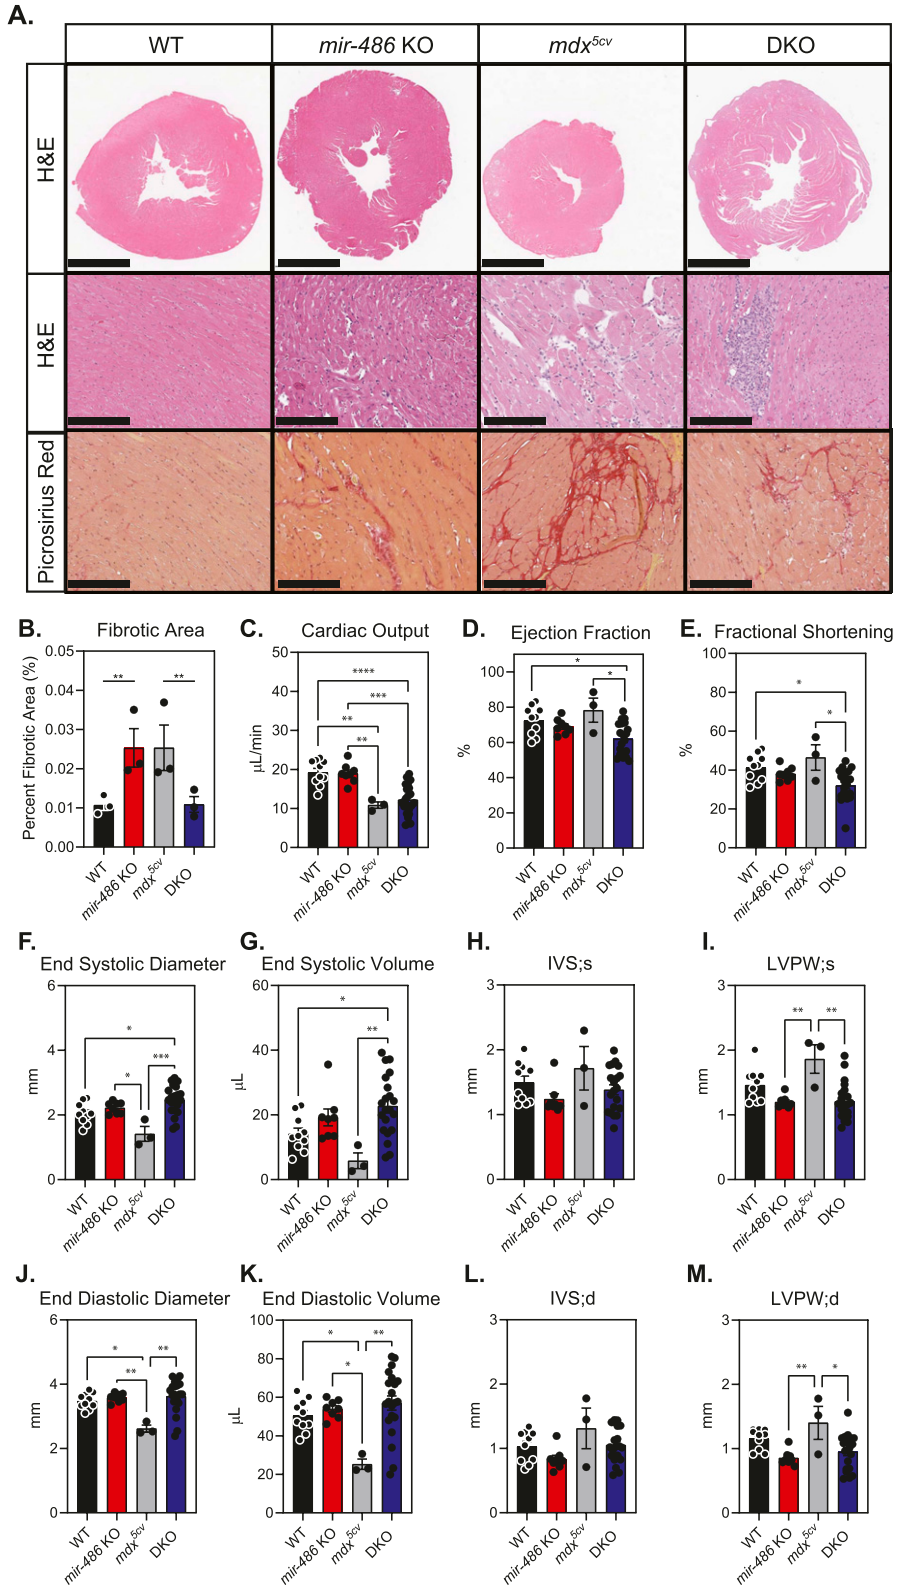 A.
WT mir-486 KO mdx5cv DKO
H&E
H&E
Picrosirius Red
B. Fibrotic Area
Percent Fibrotic Area (%)
0.05
0.04
0.03
0.02
0.01
0.00
** **
WT mir-486 KO mdx5cv DKO
C. Cardiac Output
μL/min
50
40
30
20
10
0
****
***
**
**
WT mir-486 KO mdx5cv DKO
D. Ejection Fraction
%
100
80
60
40
20
0
*
*
WT mir-486 KO mdx5cv DKO
E. Fractional Shortening
%
100
80
60
40
20
0
*
*
WT mir-486 KO mdx5cv DKO
F.
End Systolic Diameter
mm
6
4
2
0
*
***
*
WT mir-486 KO mdx5cv DKO
G.
End Systolic Volume
μL
60
40
20
0
*
**
WT mir-486 KO mdx5cv DKO
H.
IVS;s
mm
3
2
1
0
WT mir-486 KO mdx5cv DKO
I.
LVPW;s
mm
3
2
1
0
** **
WT mir-486 KO mdx5cv DKO
J.
End Diastolic Diameter
mm
6
4
2
0
* **
**
WT mir-486 KO mdx5cv DKO
K.
End Diastolic Volume
μL
100
80
60
40
20
0
* **
*
WT mir-486 KO mdx5cv DKO
L.
IVS;d
mm
3
2
1
0
WT mir-486 KO mdx5cv DKO
M.
LVPW;d
mm
3
2
1
0
** *
WT mir-486 KO mdx5cv DKO